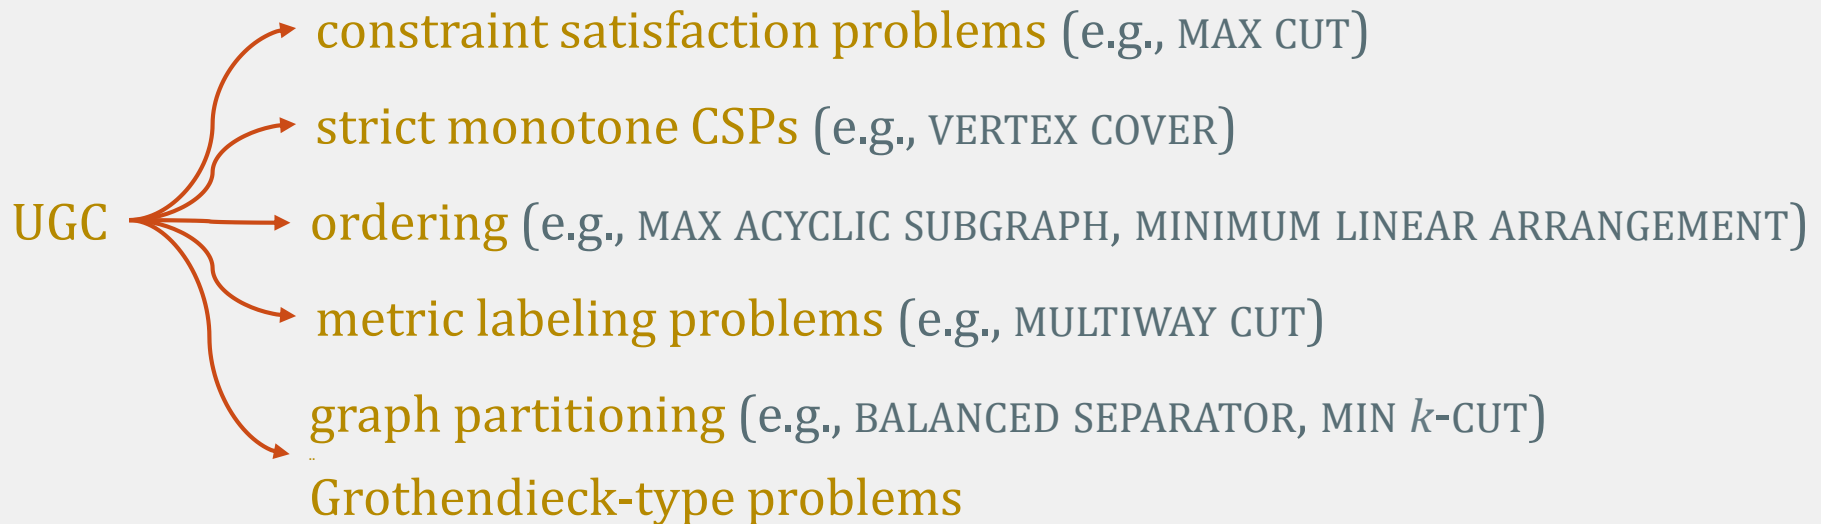 constraint satisfaction problems (e.g., MAX CUT)
strict monotone CSPs (e.g., VERTEX COVER)
UGC
ordering (e.g., MAX ACYCLIC SUBGRAPH, MINIMUM LINEAR ARRANGEMENT)
metric labeling problems (e.g., MULTIWAY CUT)
graph partitioning (e.g., BALANCED SEPARATOR, MIN k-CUT)
Grothendieck-type problems